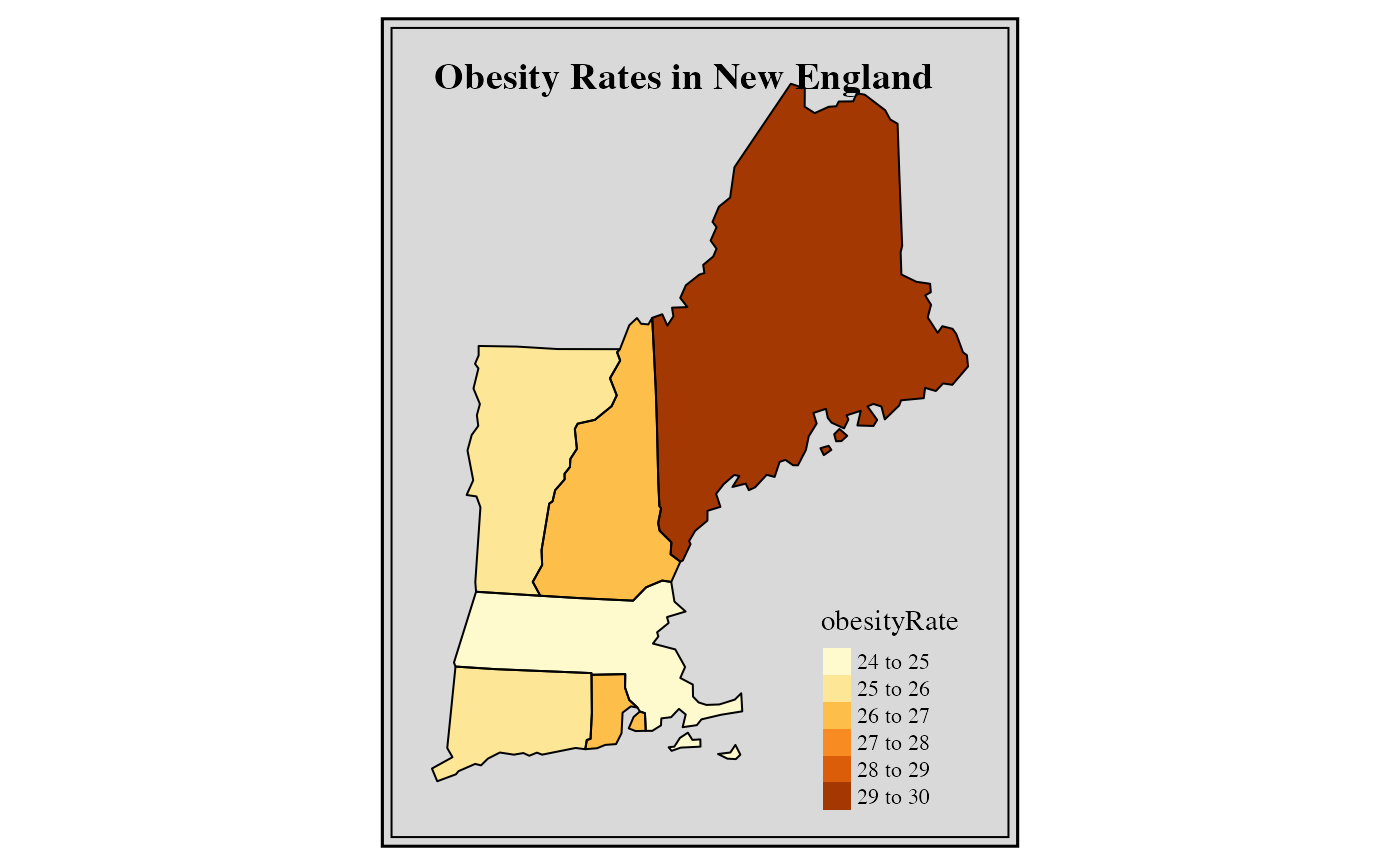 Obesity Rates in New England
obesityRate
24 to 25
25 to 26
26 to 27
27 to 28
28 to 29
29 to 30